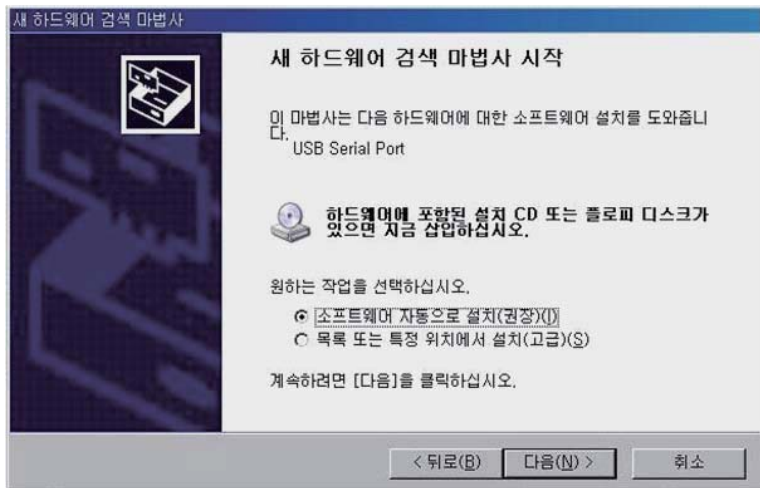 새 하드웨어 검색 마법사
새 하드웨어 검색 마법사 시작
이 마법사는 다음 하드웨어에 대한 소프트웨어 설치를 도와줍니
다.
USB Serial Port
하드웨어에 포함된 설치 CD 또는 플로피 디스크가
있으면 지금 삽입하십시오.
원하는 작업을 선택하십시오.
소프트웨어 자동으로 설치(권장)(I)
목록 또는 특정 위치에서 설치(고급)(S)
계속하려면 [다음]을 클릭하십시오.
< 뒤로(B) 다음(N) > 취소